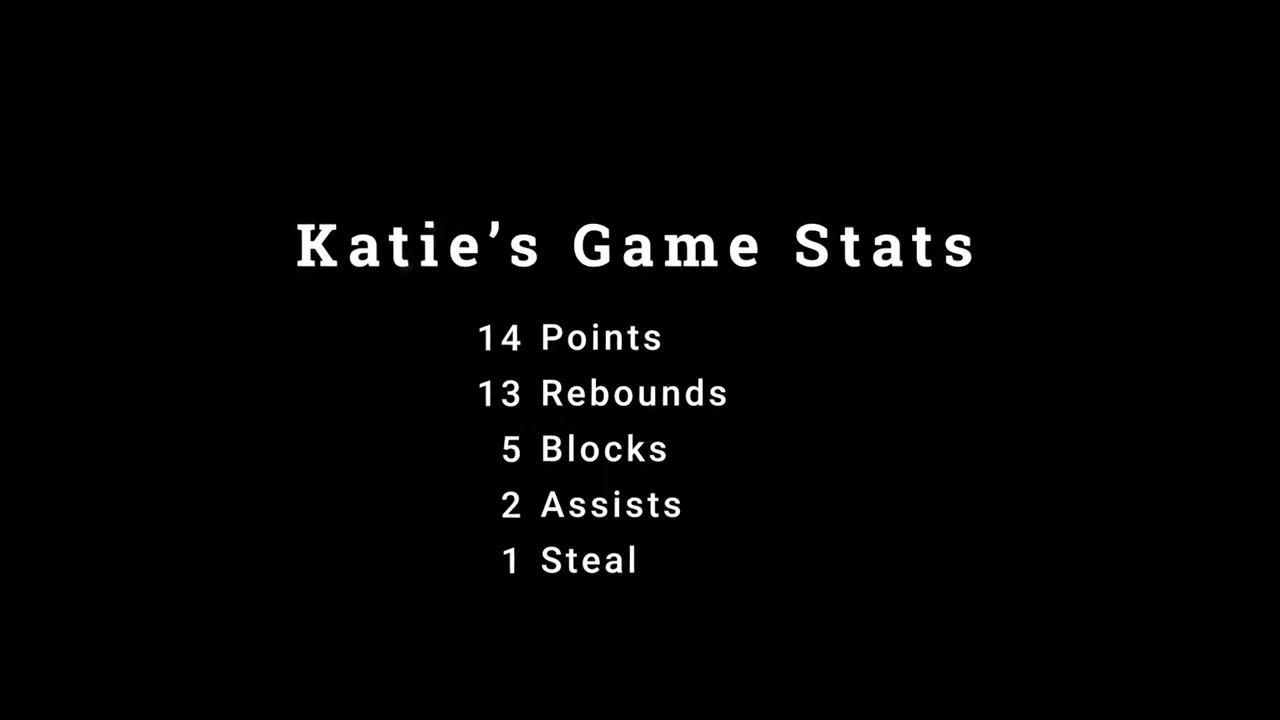 Katie’s Game Stats
14 Points
13 Rebounds
5 Blocks
2 Assists
1 Steal